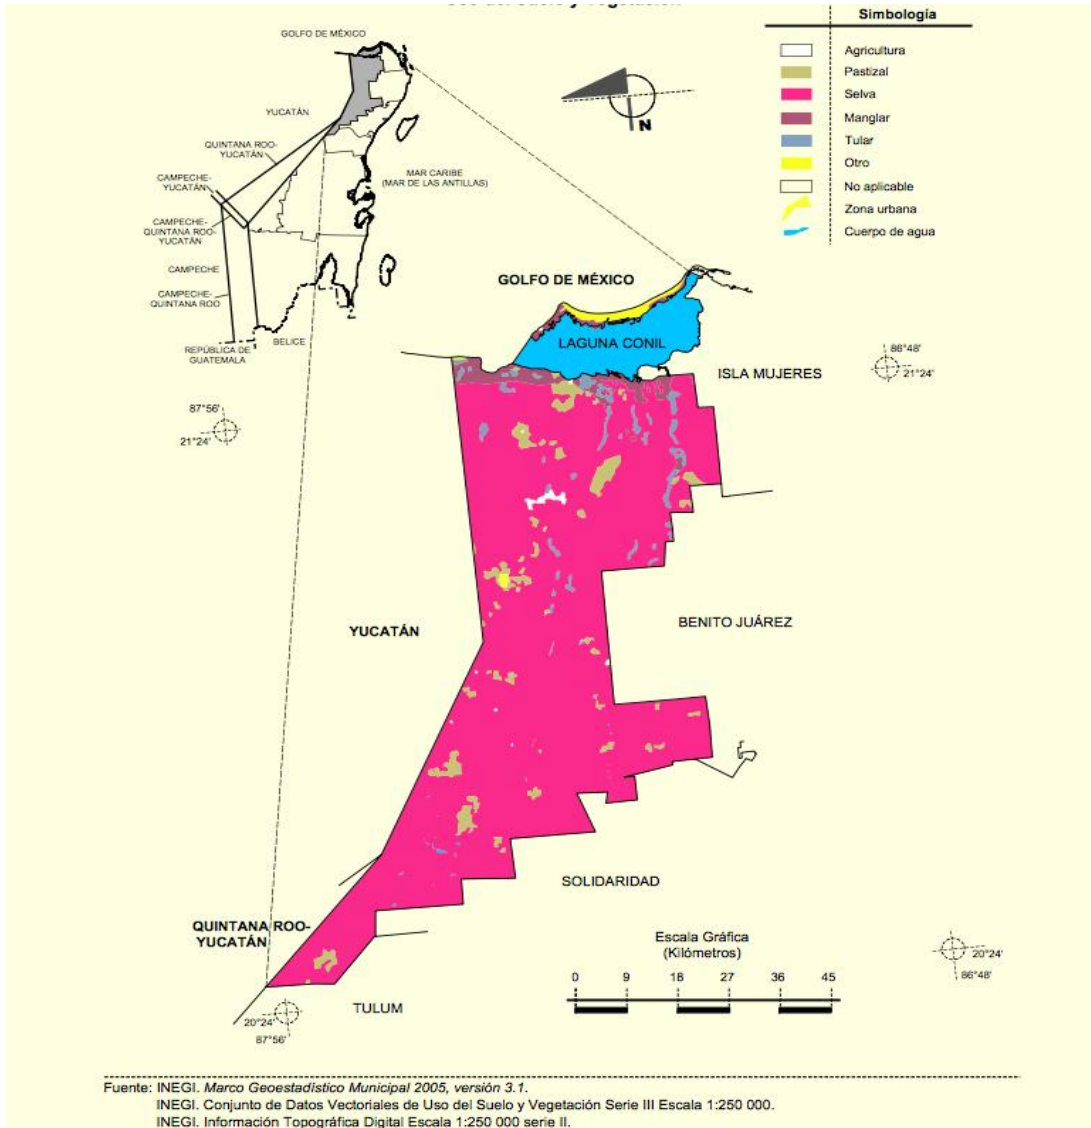 Uso del Suelo y Vegetación
Simbología
Agricultura
Pastizal
Selva
Manglar
Tular
Otro
No aplicable
Zona urbana
Cuerpo de agua
GOLFO DE MÉXICO
YUCATÁN
QUINTANA ROO-
YUCATÁN
CAMPECHE-
YUCATÁN
CAMPECHE-
QUINTANA ROO-
YUCATÁN
CAMPECHE
CAMPECHE-
QUINTANA ROO
REPÚBLICA DE
GUATEMALA
BELICE
MAR CARIBE
(MAR DE LAS ANTILLAS)
N
GOLFO DE MÉXICO
LAGUNA CONIL
ISLA MUJERES
86°48'
21°24'
87°56'
21°24'
YUCATÁN
BENITO JUÁREZ
SOLIDARIDAD
QUINTANA ROO-
YUCATÁN
TULUM
20°24'
87°56'
20°24'
86°48'
Escala Gráfica
(Kilómetros)
0 9 18 27 36 45
Fuente: INEGI. Marco Geoestadístico Municipal 2005, versión 3.1.
INEGI. Conjunto de Datos Vectoriales de Uso del Suelo y Vegetación Serie III Escala 1:250 000.
INEGI. Información Topográfica Digital Escala 1:250 000 serie II.